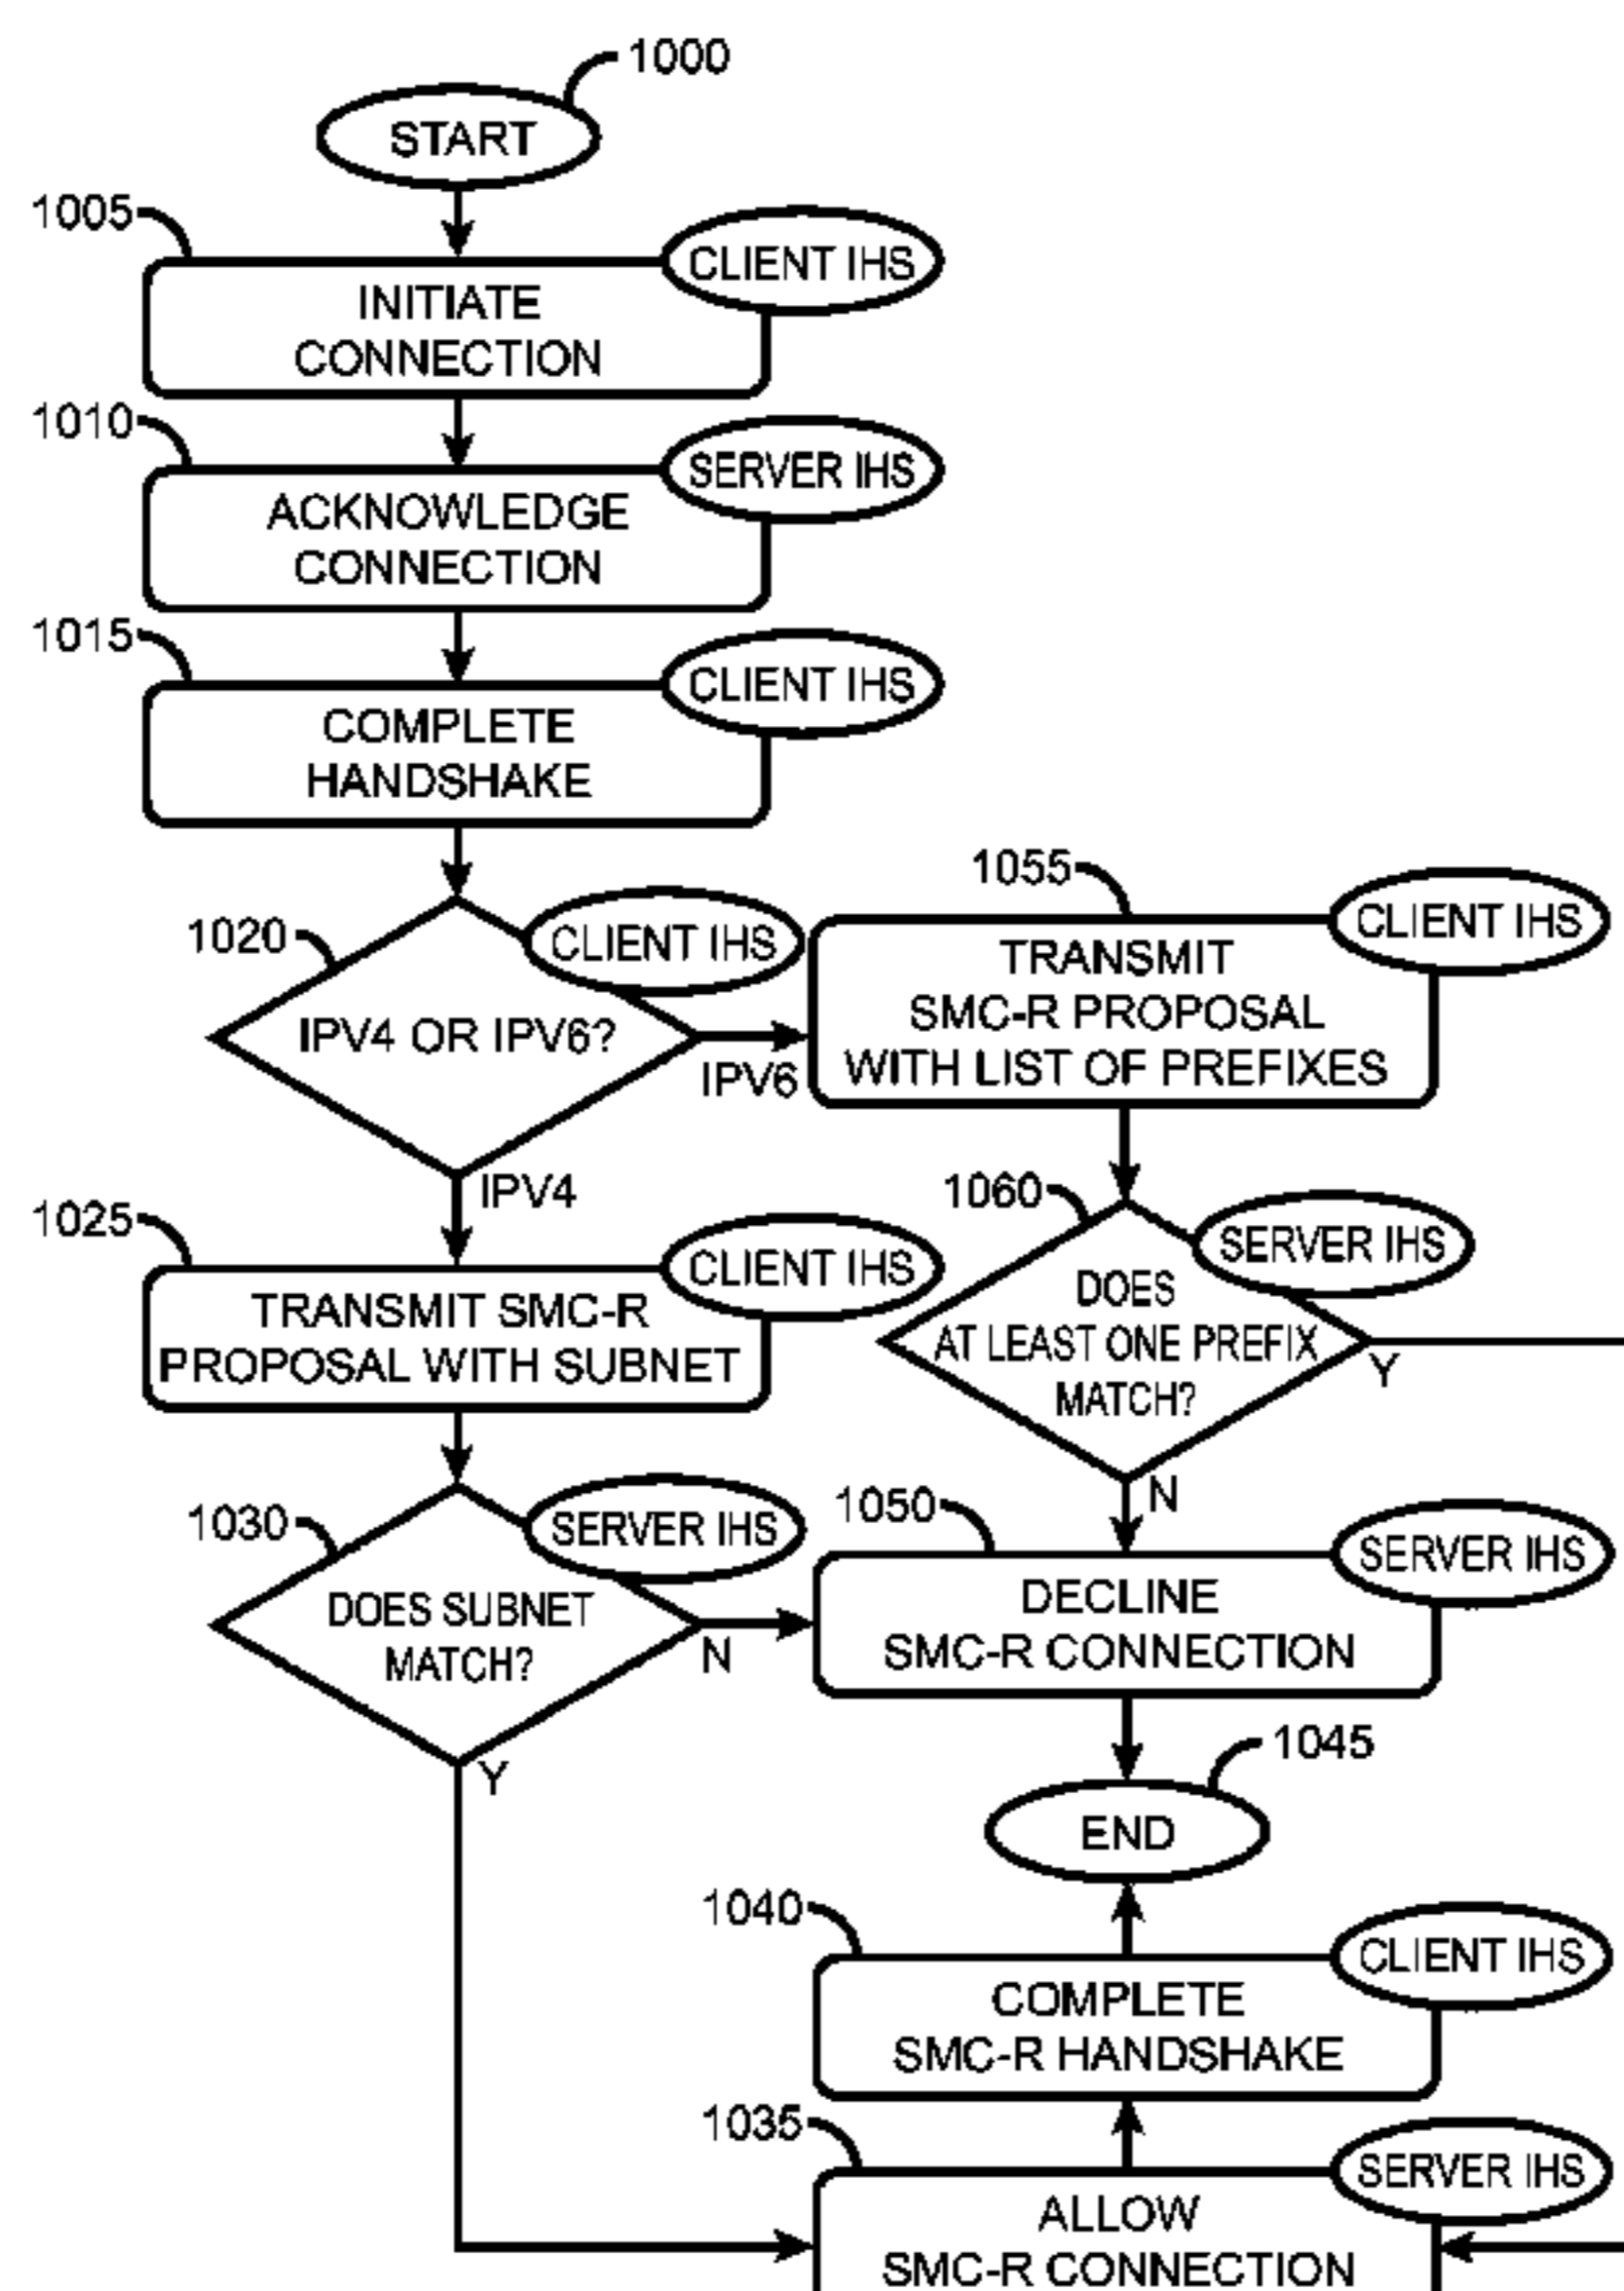 1000
START
1005
CLIENT IHS
INITIATE
CONNECTION
1010
SERVER IHS
ACKNOWLEDGE
CONNECTION
1015
CLIENT IHS
COMPLETE
HANDSHAKE
1020
CLIENT IHS
IPV4 OR IPV6?
IPV6
IPV4
1055
CLIENT IHS
TRANSMIT
SMC-R PROPOSAL
WITH LIST OF PREFIXES
1025
CLIENT IHS
TRANSMIT SMC-R
PROPOSAL WITH SUBNET
1060
SERVER IHS
DOES
AT LEAST ONE PREFIX
MATCH?
Y
N
1030
SERVER IHS
DOES SUBNET
MATCH?
N
Y
1050
SERVER IHS
DECLINE
SMC-R CONNECTION
1045
END
1040
CLIENT IHS
COMPLETE
SMC-R HANDSHAKE
1035
SERVER IHS
ALLOW
SMC-R CONNECTION